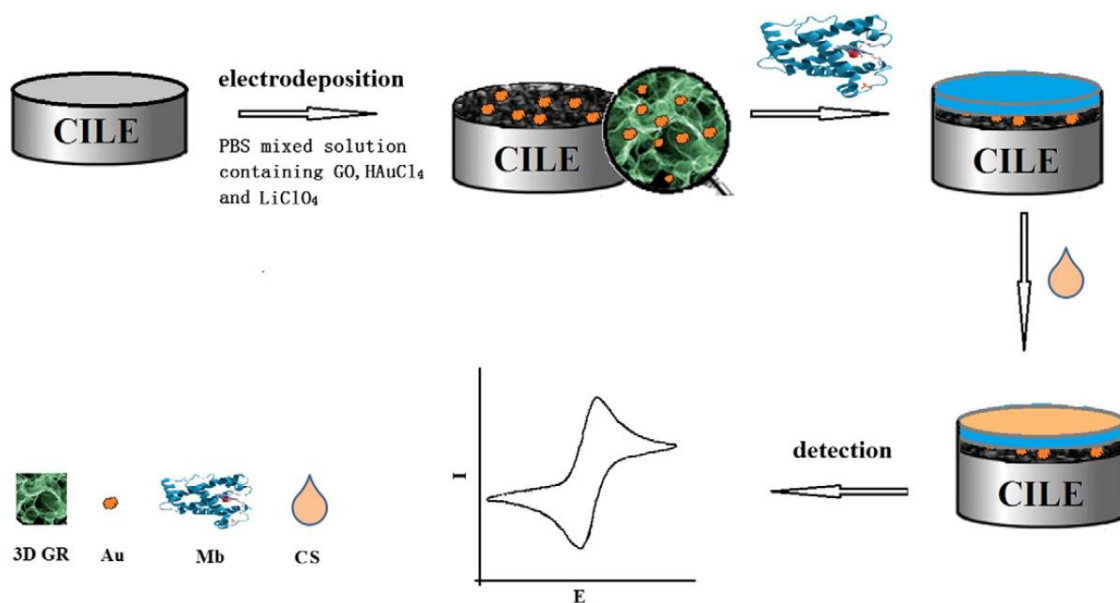 CILE
electrodeposition
PBS mixed solution
containing GO, HAuCl₄
and LiClO₄
CILE
CILE
CILE
detection
I
E
3D GR
Au
Mb
CS